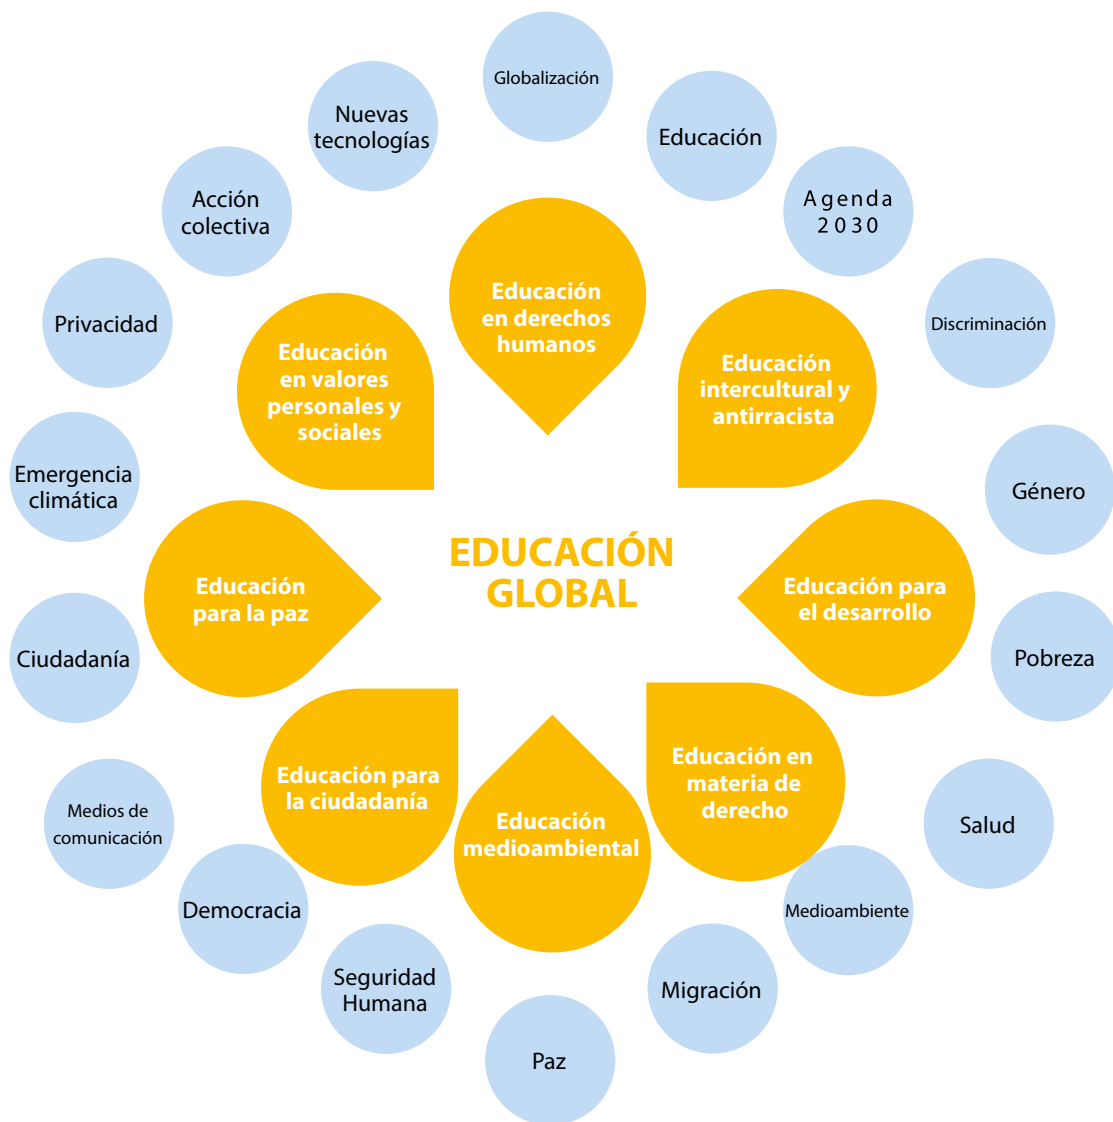 Globalización
Nuevas
tecnologías
Educación
Acción
colectiva
Agenda
2030
Privacidad
Discriminación
Educación
en derechos
humanos
Educación
en valores
personales y
sociales
Educación
intercultural y
antirracista
Emergencia
climática
Género
EDUCACIÓN
GLOBAL
Educación
para la paz
Educación para
el desarrollo
Ciudadanía
Pobreza
Educación para
la ciudadanía
Educación
medioambiental
Educación en
materia de
derecho
Medios de
comunicación
Salud
Democracia
Medioambiente
Seguridad
Humana
Migración
Paz